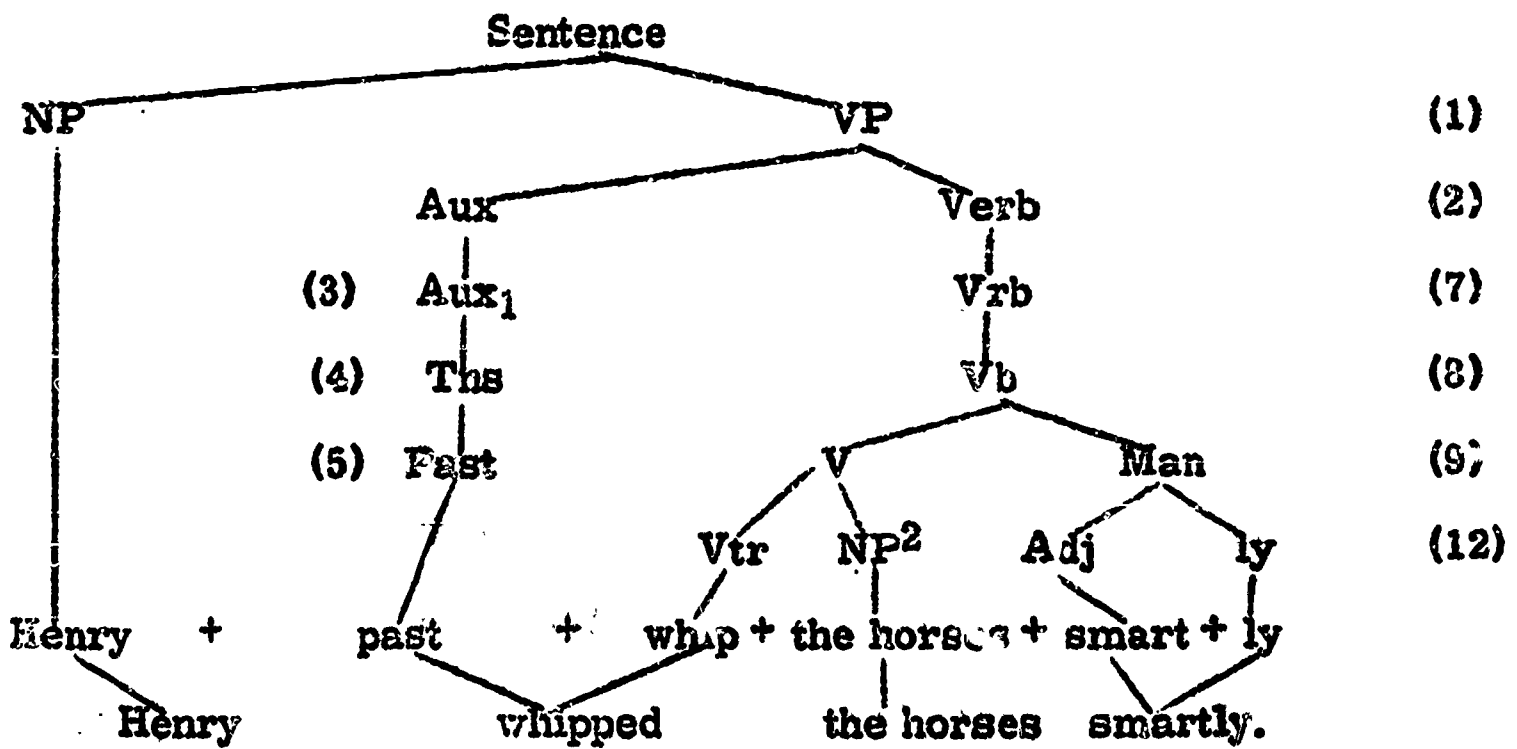 Sentence
NP VP (1)
Aux Verb (2)
(3) Aux1 Vrb (7)
(4) Tns Vb (8)
(5) Past V Man (9)
Vtr NP2 Adj ly (12)
Henry + past + whip + the horses + smart + ly
Henry whipped the horses smartly.